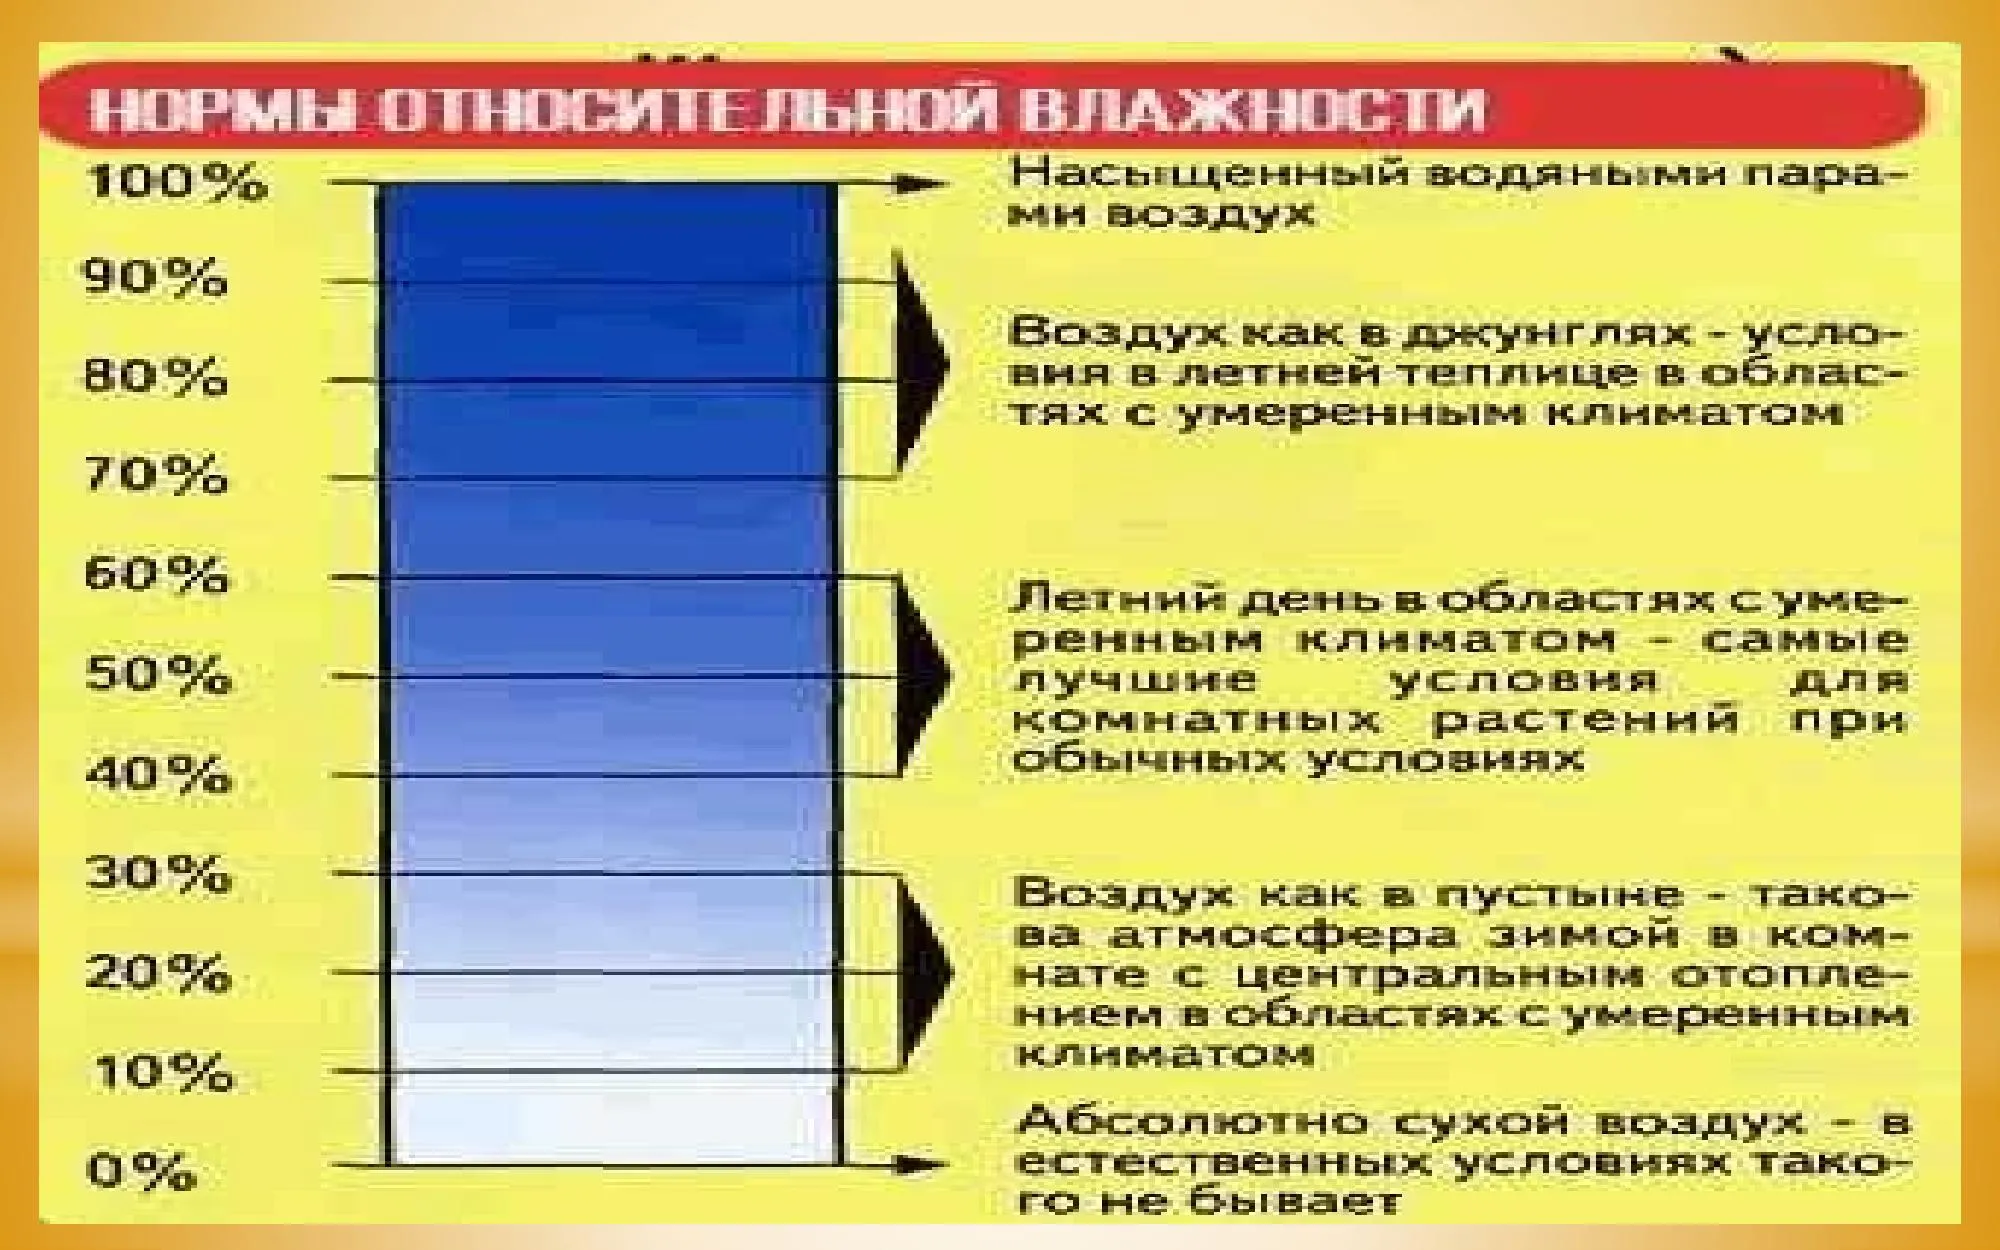 НОРМЫ ОТНОСИТЕЛЬНОЙ ВЛАЖНОСТИ
100%
Насыщенный водяными пара-
ми воздух
90%
80%
70%
Воздух как в джунглях - усло-
вия в летней теплице в облас-
тях с умеренным климатом
60%
50%
40%
Летний день в областях с уме-
ренным климатом - самые
лучшие условия для
комнатных растений при
обычных условиях
30%
20%
10%
Воздух как в пустыне - тако-
ва атмосфера зимой в ком-
нате с центральным отопле-
нием в областях с умеренным
климатом
0%
Абсолютно сухой воздух - в
естественных условиях тако-
го не бывает